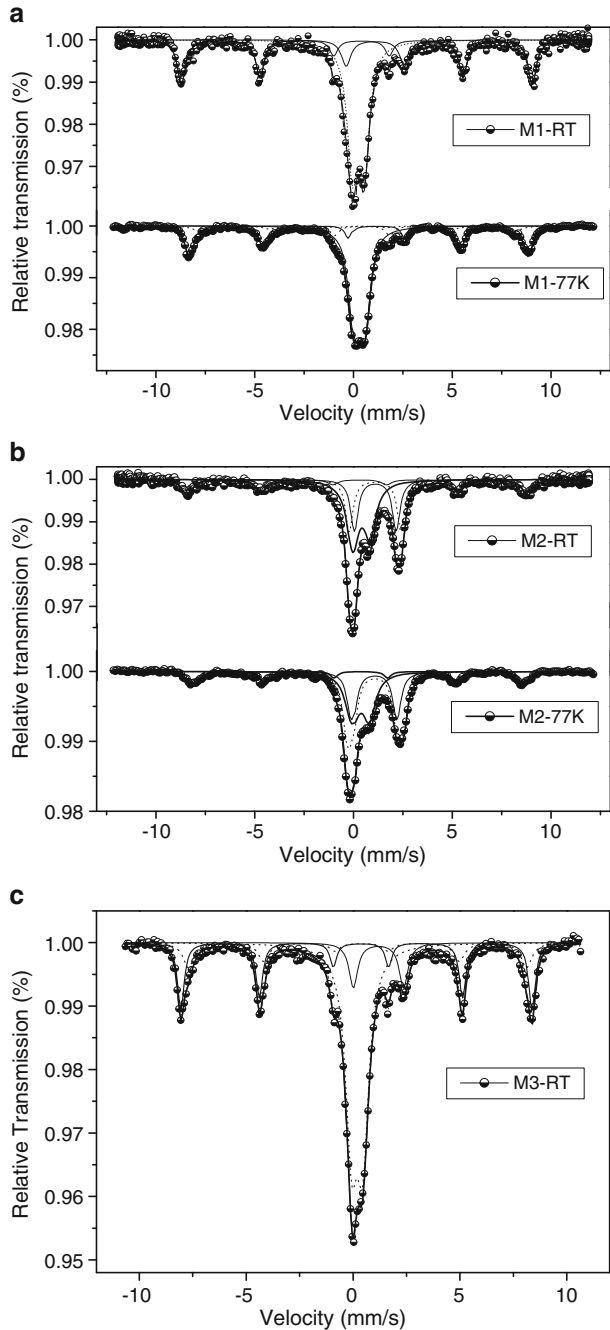 a
Relative transmission (%)
1.00
0.99
0.98
0.97
M1-RT
1.00
0.99
0.98
M1-77K
-10 -5 0 5 10
Velocity (mm/s)
b
Relative transmission (%)
1.00
0.99
0.98
0.97
M2-RT
1.00
0.99
0.98
M2-77K
-10 -5 0 5 10
Velocity (mm/s)
c
Relative Transmission (%)
1.00
0.99
0.98
0.97
0.96
0.95
M3-RT
-10 -5 0 5 10
Velocity (mm/s)